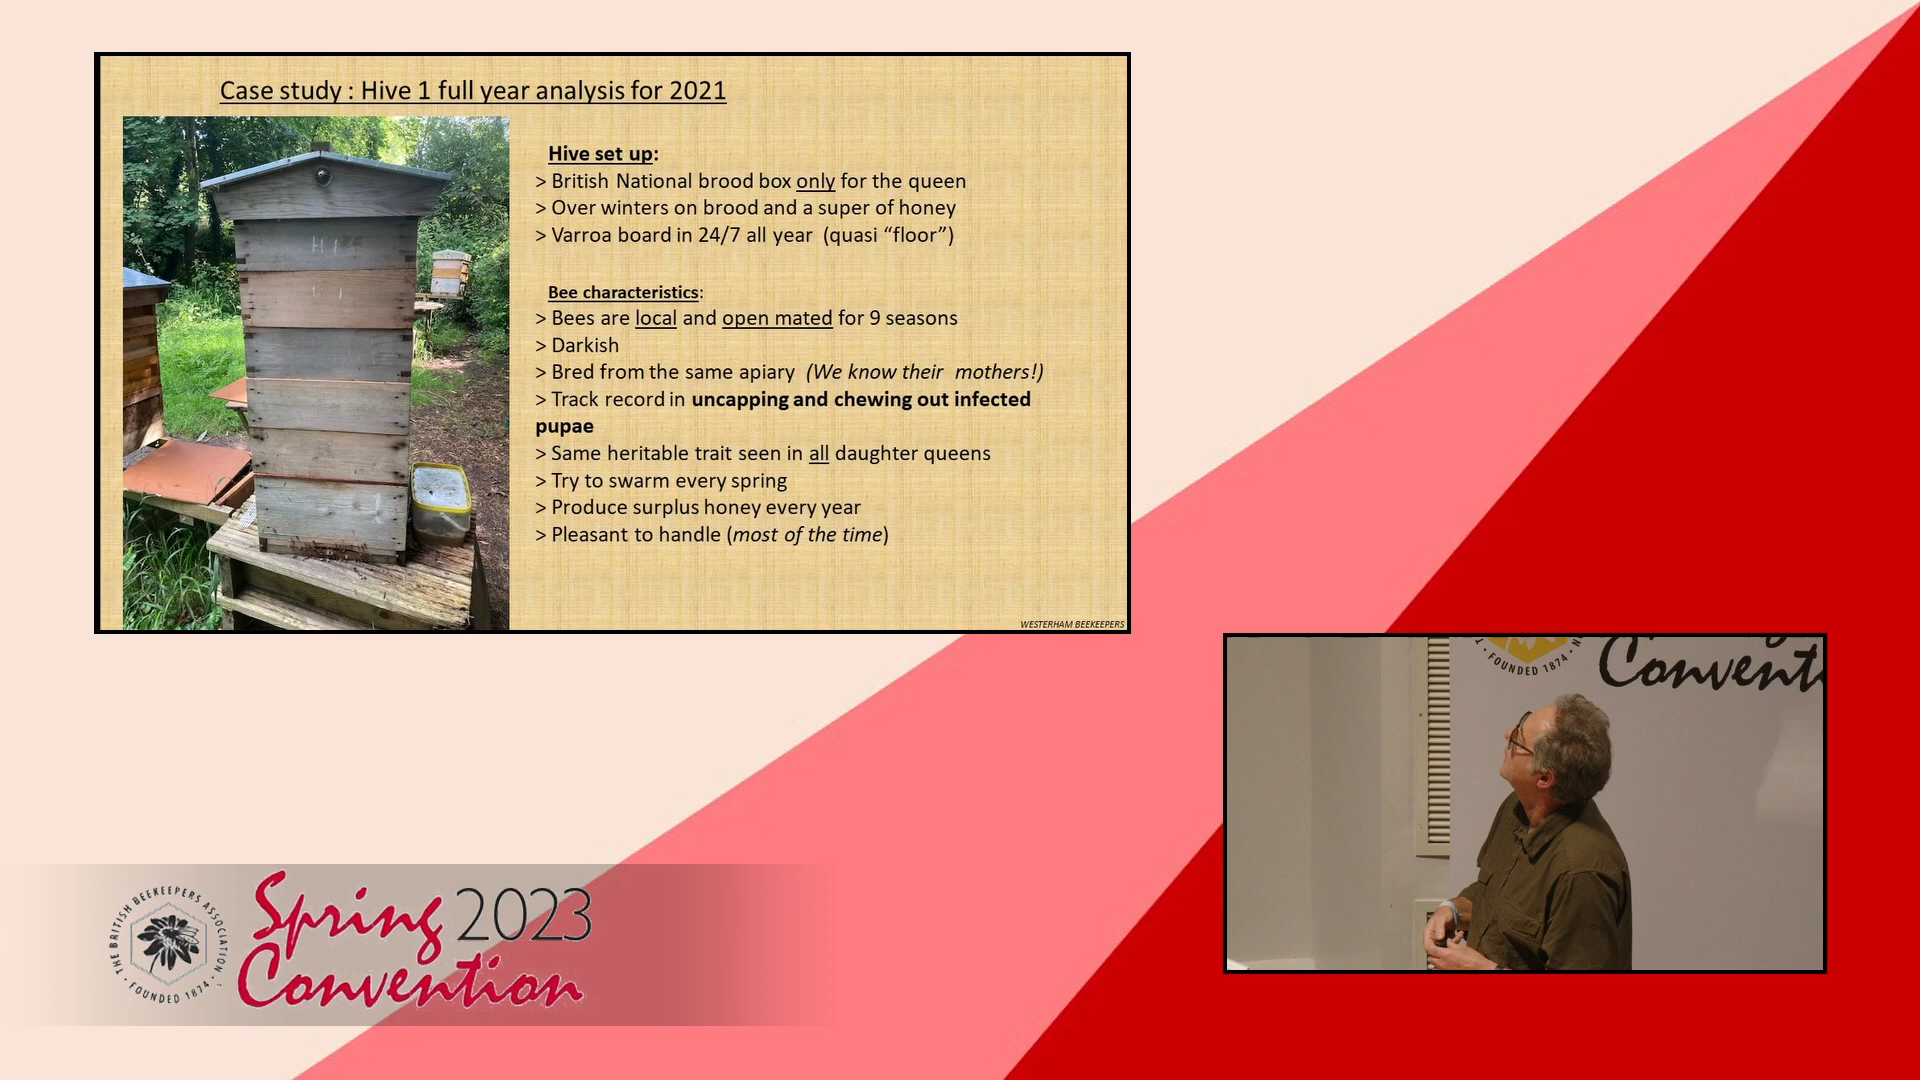 Case study : Hive 1 full year analysis for 2021
Hive set up:
> British National brood box only for the queen
> Over winters on brood and a super of honey
> Varroa board in 24/7 all year (quasi “floor”)
Bee characteristics:
> Bees are local and open mated for 9 seasons
> Darkish
> Bred from the same apiary (We know their mothers!)
> Track record in uncapping and chewing out infected
pupae
> Same heritable trait seen in all daughter queens
> Try to swarm every spring
> Produce surplus honey every year
> Pleasant to handle (most of the time)
WESTERHAM BEEKEEPERS
FOUNDED 1874
Convent
THE BRITISH BEEKEEPERS ASSOCIATION
FOUNDED 1874
Spring 2023
Convention